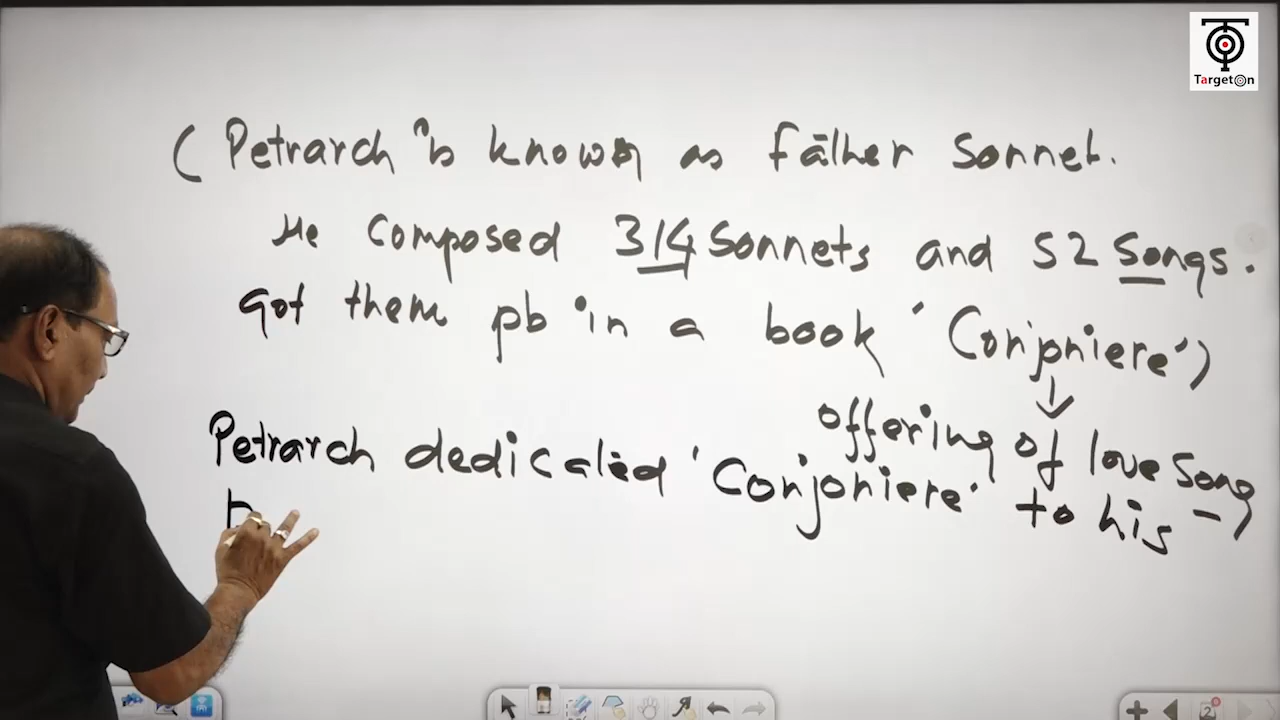 TargetOn
( Petrarch is known as father Sonnet.
He composed 314 Sonnets and 52 Songs.
Got them pb in a book 'Conjoniere')
↓
offering of love Song)
Petrarch dedicated 'Conjoniere' to his